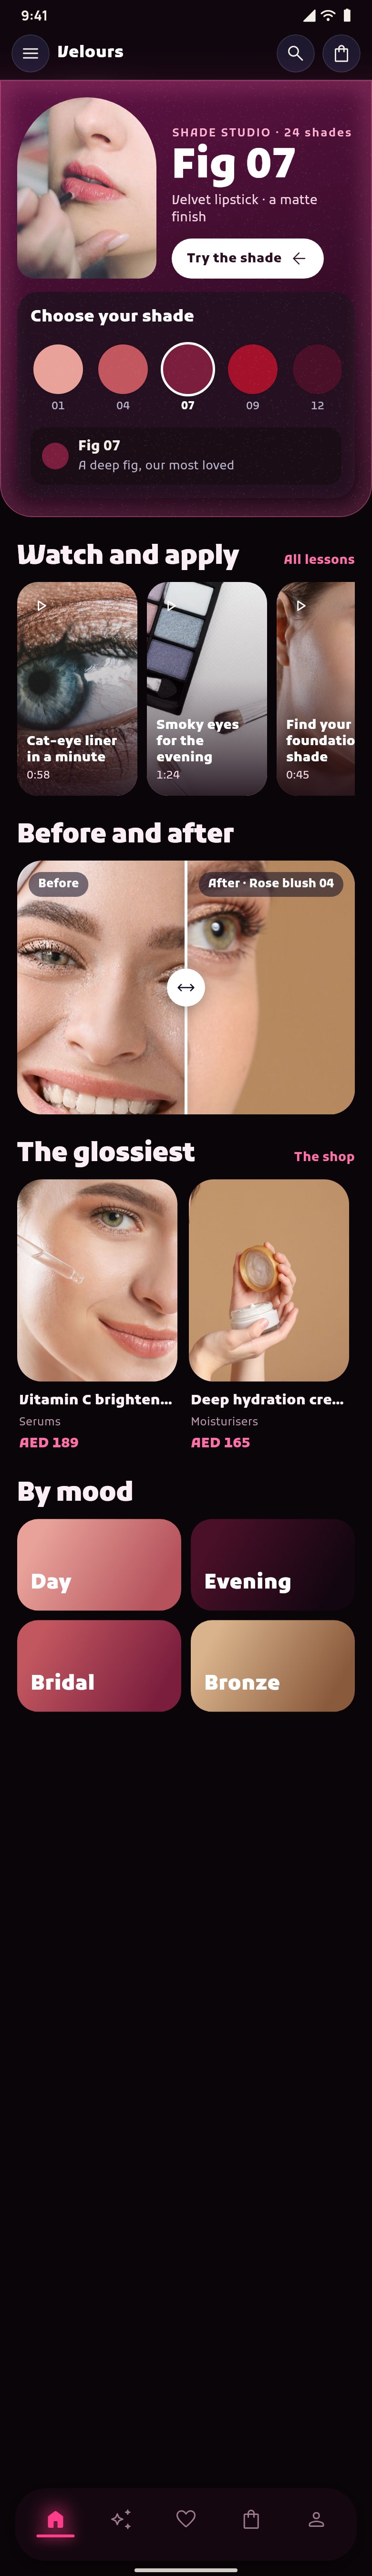 9:41
Velours
SHADE STUDIO · 24 shades
Fig 07
Velvet lipstick · a matte
finish
Try the shade
Choose your shade
01
04
07
09
12
Fig 07
A deep fig, our most loved
Watch and apply
All lessons
Cat-eye liner
in a minute
0:58
Smoky eyes
for the
evening
1:24
Find your
foundatio
shade
0:45
Before and after
Before
After · Rose blush 04
The glossiest
The shop
Vitamin C brighten...
Serums
AED 189
Deep hydration cre...
Moisturisers
AED 165
By mood
Day
Evening
Bridal
Bronze